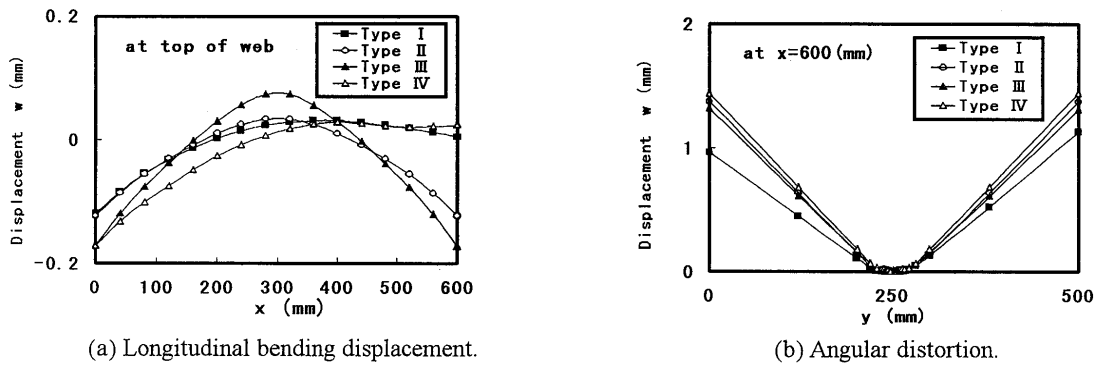 0.2
0
-0.2
Displacement w (mm)
at top of web
Type Ⅰ
Type Ⅱ
Type Ⅲ
Type Ⅳ
0 100 200 300 400 500 600
x (mm)
(a) Longitudinal bending displacement.
2
1
0
Displacement w (mm)
at x=600(mm)
Type Ⅰ
Type Ⅱ
Type Ⅲ
Type Ⅳ
0 250 500
y (mm)
(b) Angular distortion.